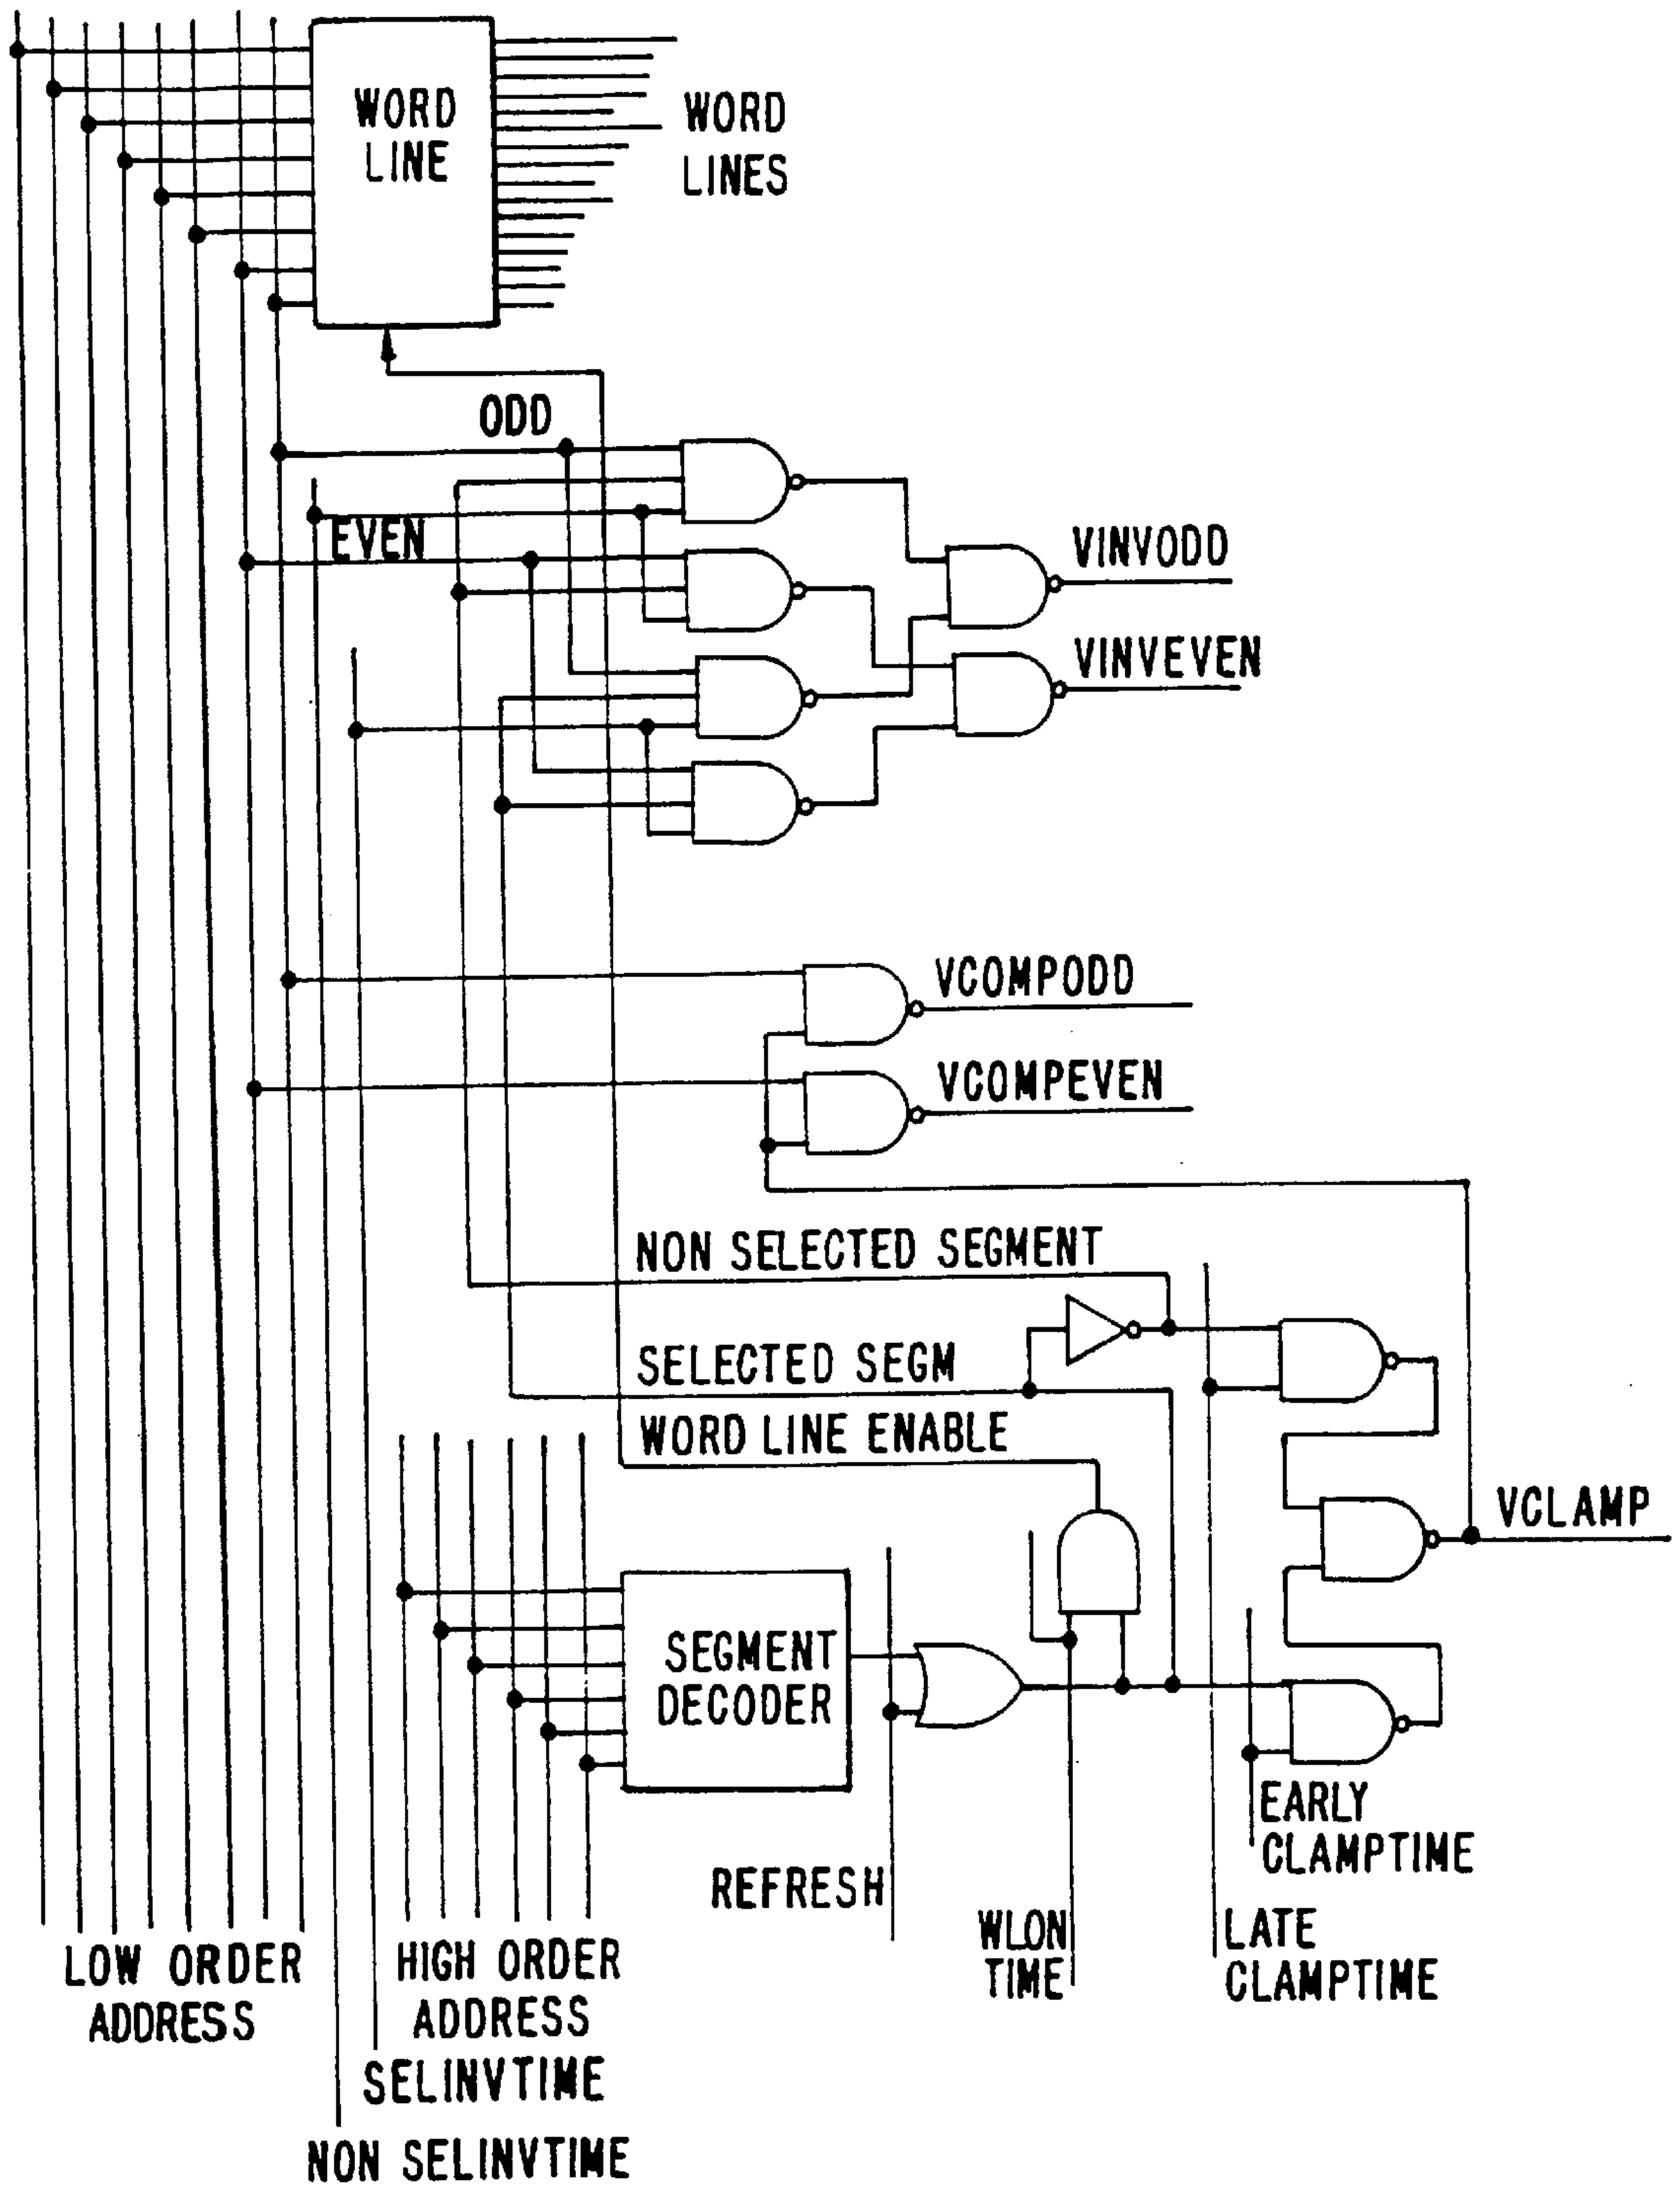 WORD
LINE
WORD
LINES
ODD
EVEN
VINVODD
VINVEVEN
VCOMPODD
VCOMPEVEN
NON SELECTED SEGMENT
SELECTED SEGM
WORD LINE ENABLE
VCLAMP
SEGMENT
DECODER
EARLY
CLAMPTIME
REFRESH
WLON
TIME
LATE
CLAMPTIME
LOW ORDER
ADDRESS
HIGH ORDER
ADDRESS
SELINVTIME
NON SELINVTIME